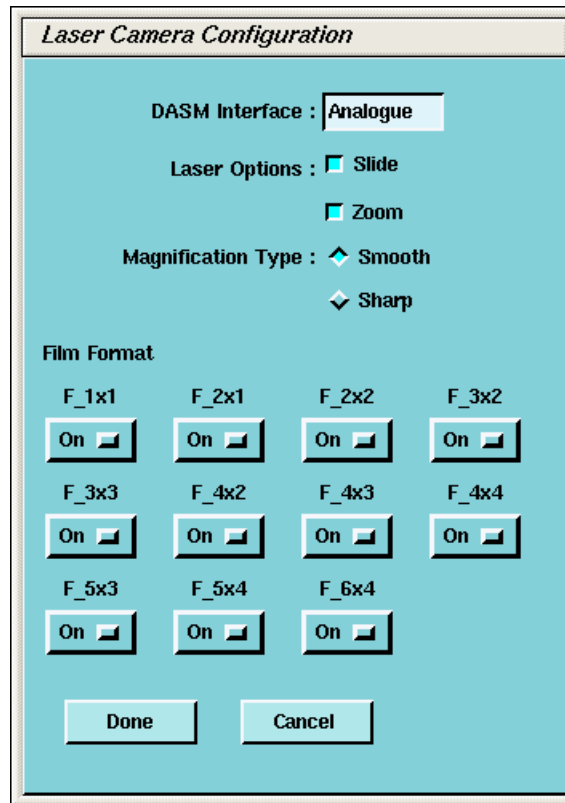 Laser Camera Configuration
DASM Interface : Analogue
Laser Options : Slide
Zoom
Magnification Type : Smooth
Sharp
Film Format
F_1x1 F_2x1 F_2x2 F_3x2
On On On On
F_3x3 F_4x2 F_4x3 F_4x4
On On On On
F_5x3 F_5x4 F_6x4
On On On
Done Cancel